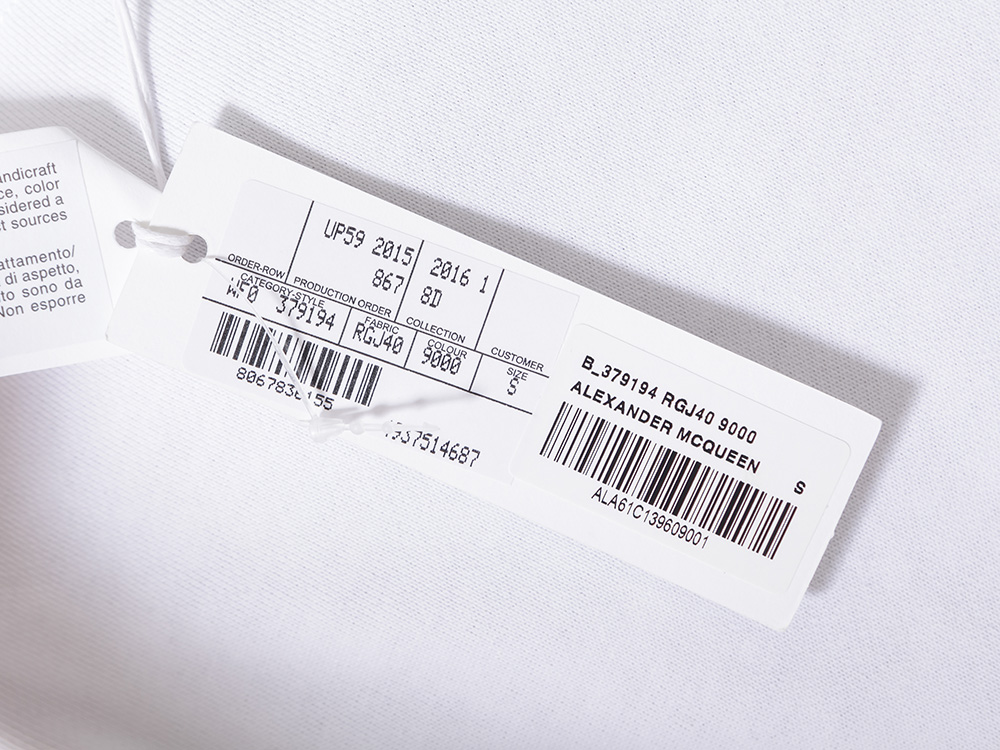 andicraft
ce, color
sidered a
t sources
attamento/
di aspetto,
to sono da
Non esporre
UP59 2015
867
2016 1
8D
ORDER-ROW
PRODUCTION ORDER
COLLECTION
CUSTOMER
CATEGORY-STYLE
379194
FABRIC
RGJ40
COLOUR
9000
SIZE
S
937514687
B_379194 RGJ40 9000
ALEXANDER MCQUEEN
S
ALA61C139609001